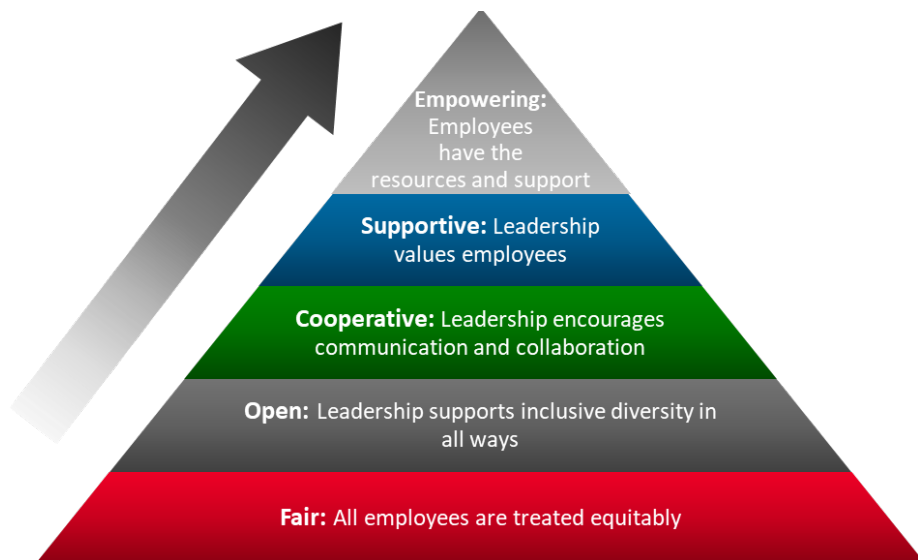 Empowering:
Employees
have the
resources and support
Supportive: Leadership
values employees
Cooperative: Leadership encourages
communication and collaboration
Open: Leadership supports inclusive diversity in
all ways
Fair: All employees are treated equitably